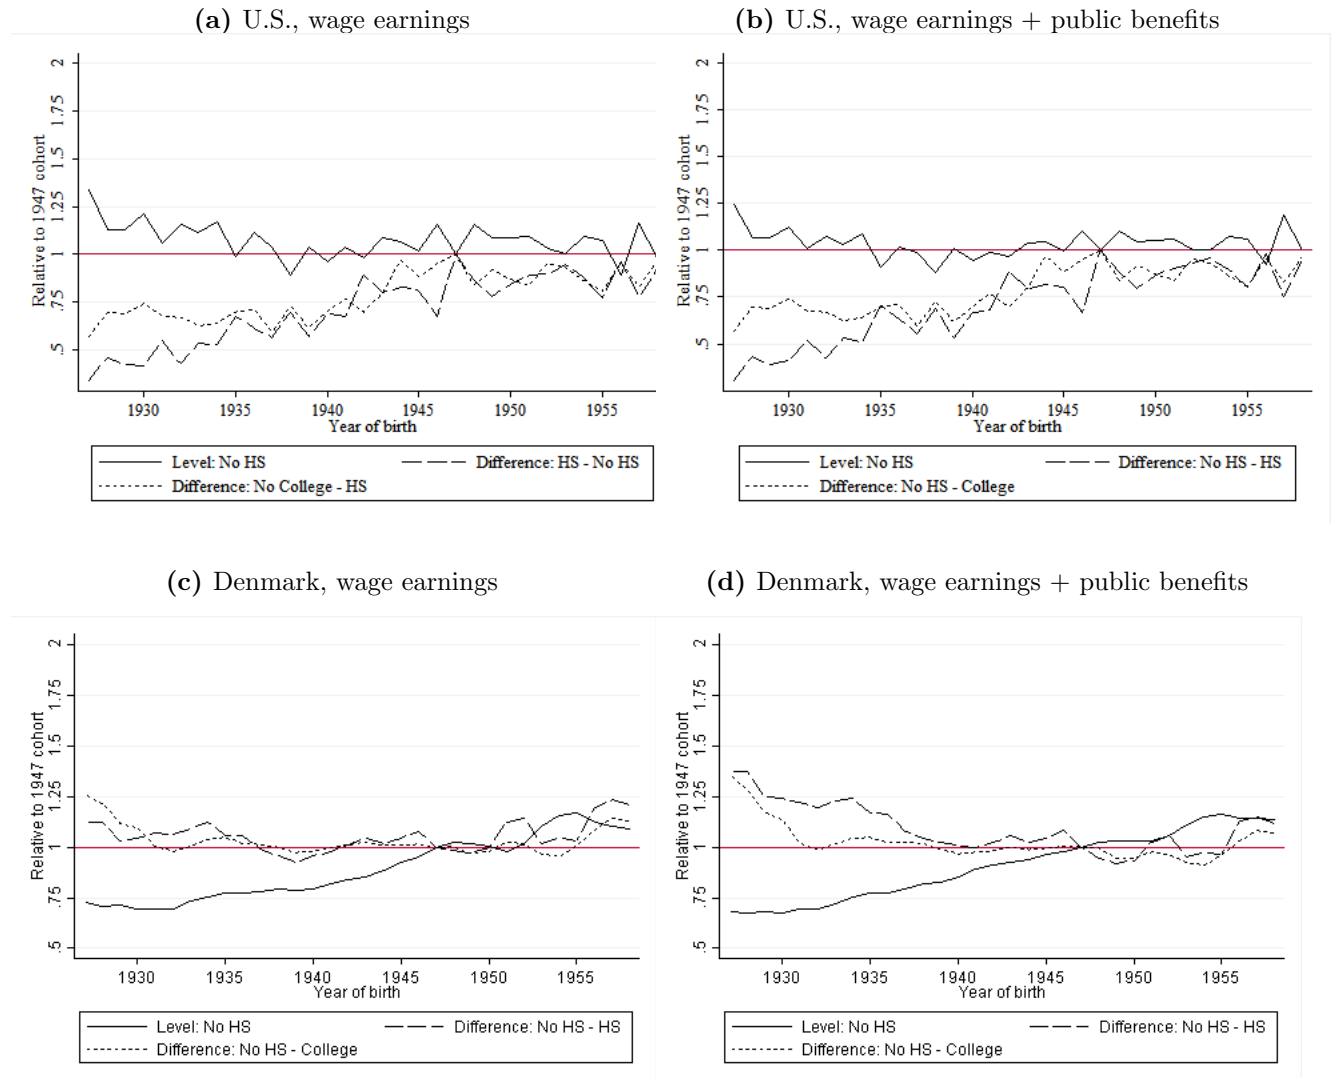 (a) U.S., wage earnings
Relative to 1947 cohort
2
1.75
1.5
1.25
1
.75
.5
1930 1935 1940 1945 1950 1955
Year of birth
Level: No HS
Difference: HS - No HS
Difference: No College - HS
(b) U.S., wage earnings + public benefits
Relative to 1947 cohort
2
1.75
1.5
1.25
1
.75
.5
1930 1935 1940 1945 1950 1955
Year of birth
Level: No HS
Difference: No HS - HS
Difference: No HS - College
(c) Denmark, wage earnings
Relative to 1947 cohort
2
1.75
1.5
1.25
1
.75
.5
1930 1935 1940 1945 1950 1955
Year of birth
Level: No HS
Difference: No HS - HS
Difference: No HS - College
(d) Denmark, wage earnings + public benefits
Relative to 1947 cohort
2
1.75
1.5
1.25
1
.75
.5
1930 1935 1940 1945 1950 1955
Year of birth
Level: No HS
Difference: No HS - HS
Difference: No HS - College